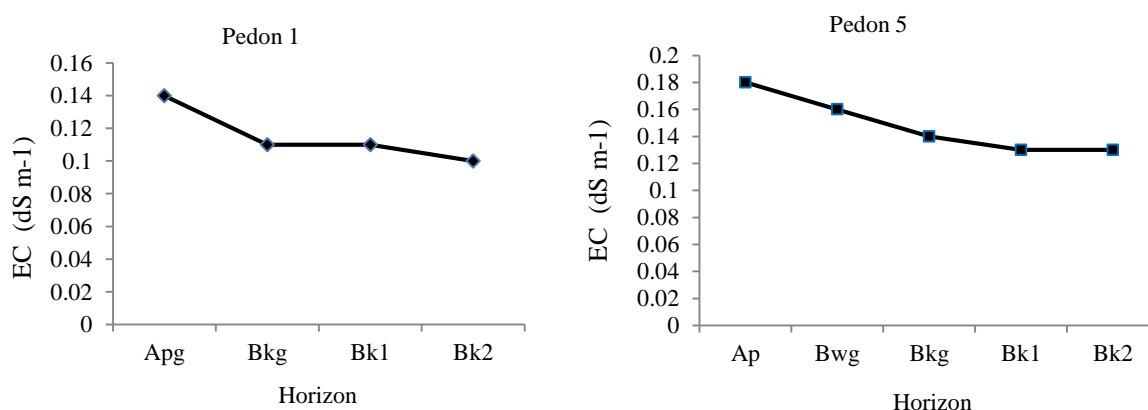 Pedon 1
0.16
0.14
0.12
0.1
0.08
0.06
0.04
0.02
0
EC (dS m-1)
Apg Bkg Bk1 Bk2
Horizon
Pedon 5
0.2
0.18
0.16
0.14
0.12
0.1
0.08
0.06
0.04
0.02
0
EC (dS m-1)
Ap Bwg Bkg Bk1 Bk2
Horizon